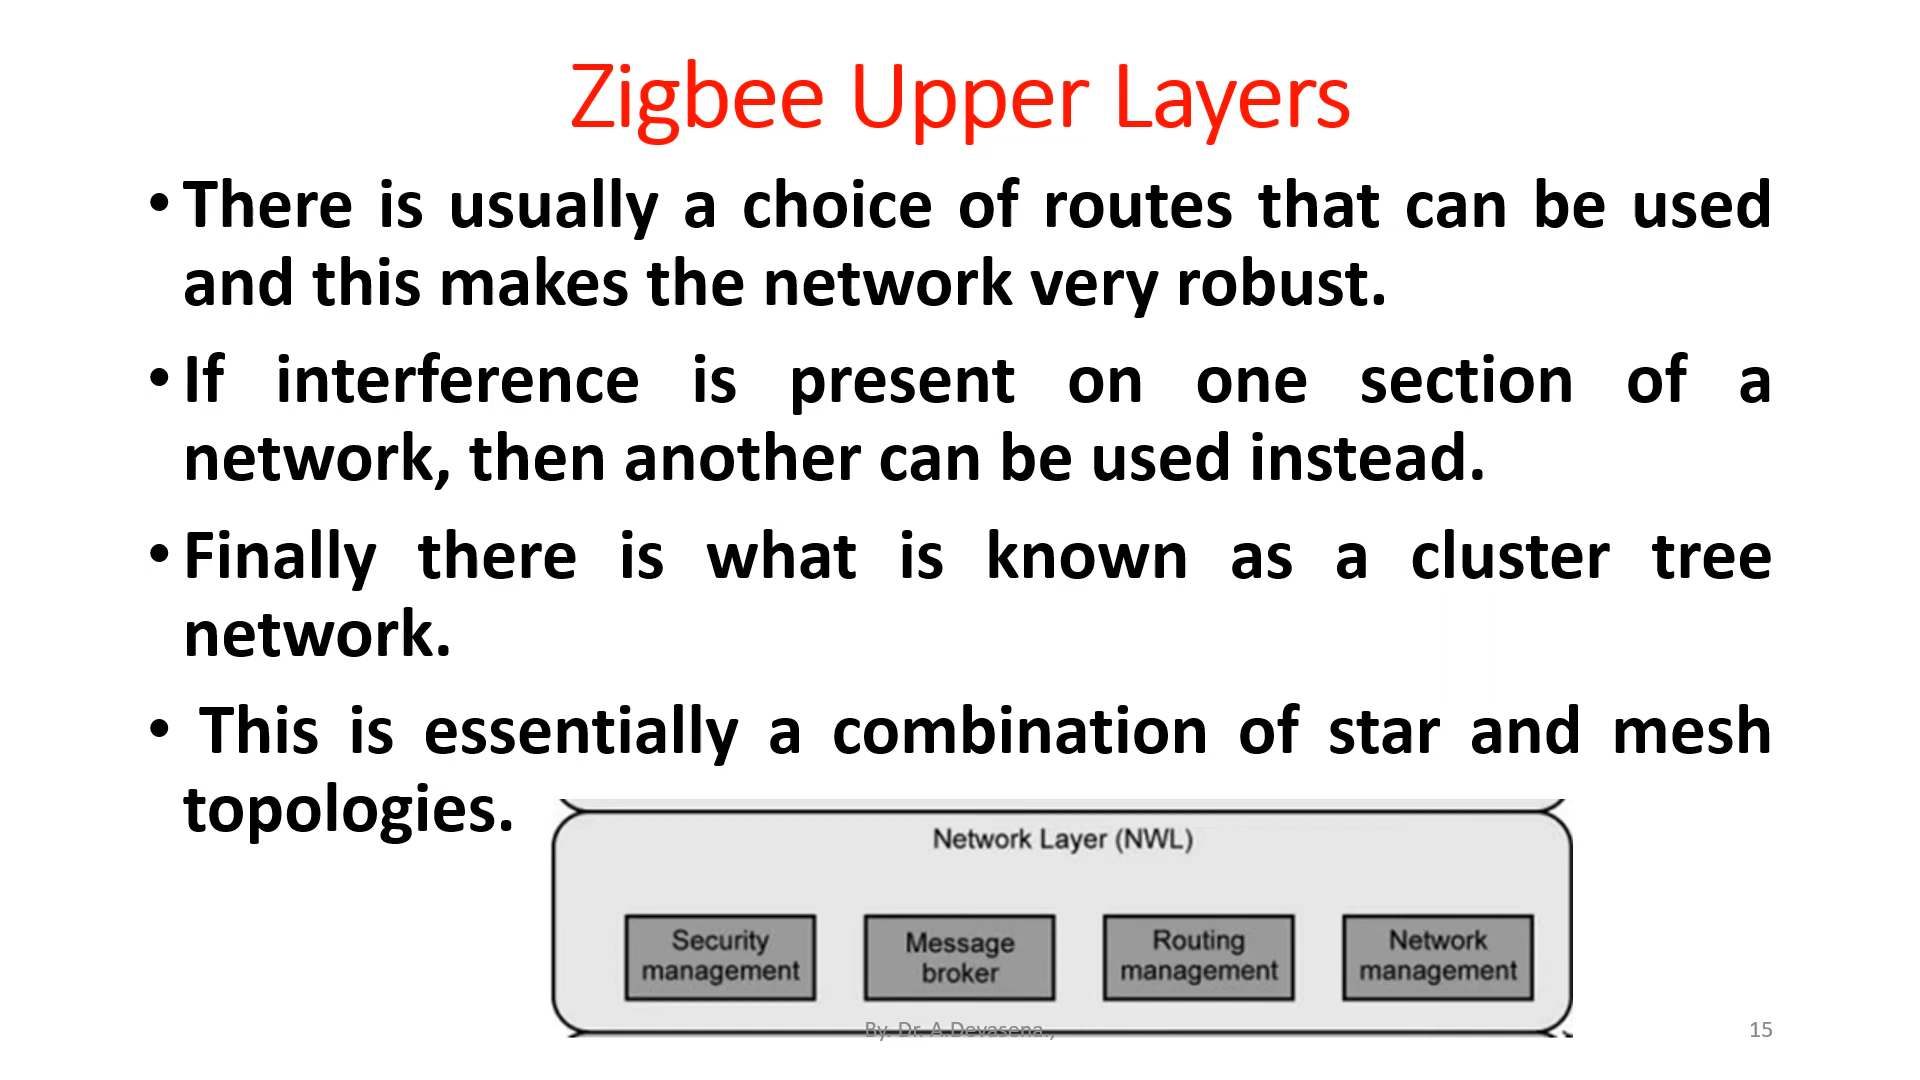 Zigbee Upper Layers
• There is usually a choice of routes that can be used
and this makes the network very robust.
• If interference is present on one section of a
network, then another can be used instead.
• Finally there is what is known as a cluster tree
network.
• This is essentially a combination of star and mesh
topologies.
Network Layer (NWL)
Security
management
Message
broker
Routing
management
Network
management
By. Dr. A.Devasena.,
15